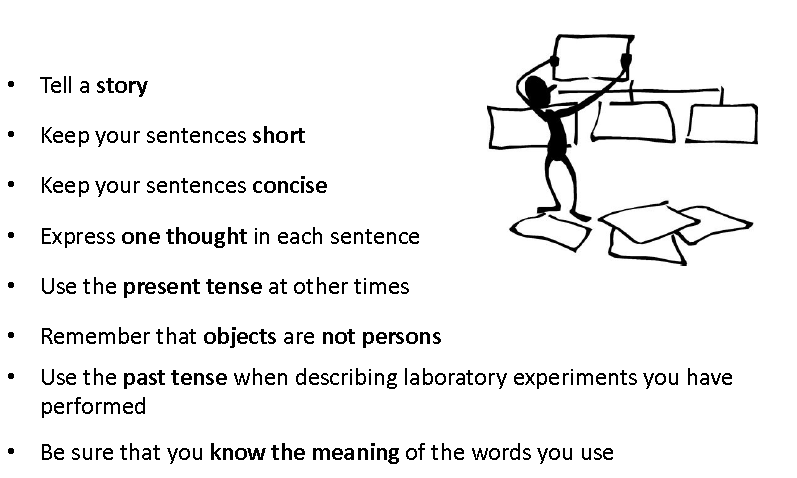 • Tell a story
• Keep your sentences short
• Keep your sentences concise
• Express one thought in each sentence
• Use the present tense at other times
• Remember that objects are not persons
• Use the past tense when describing laboratory experiments you have
performed
• Be sure that you know the meaning of the words you use